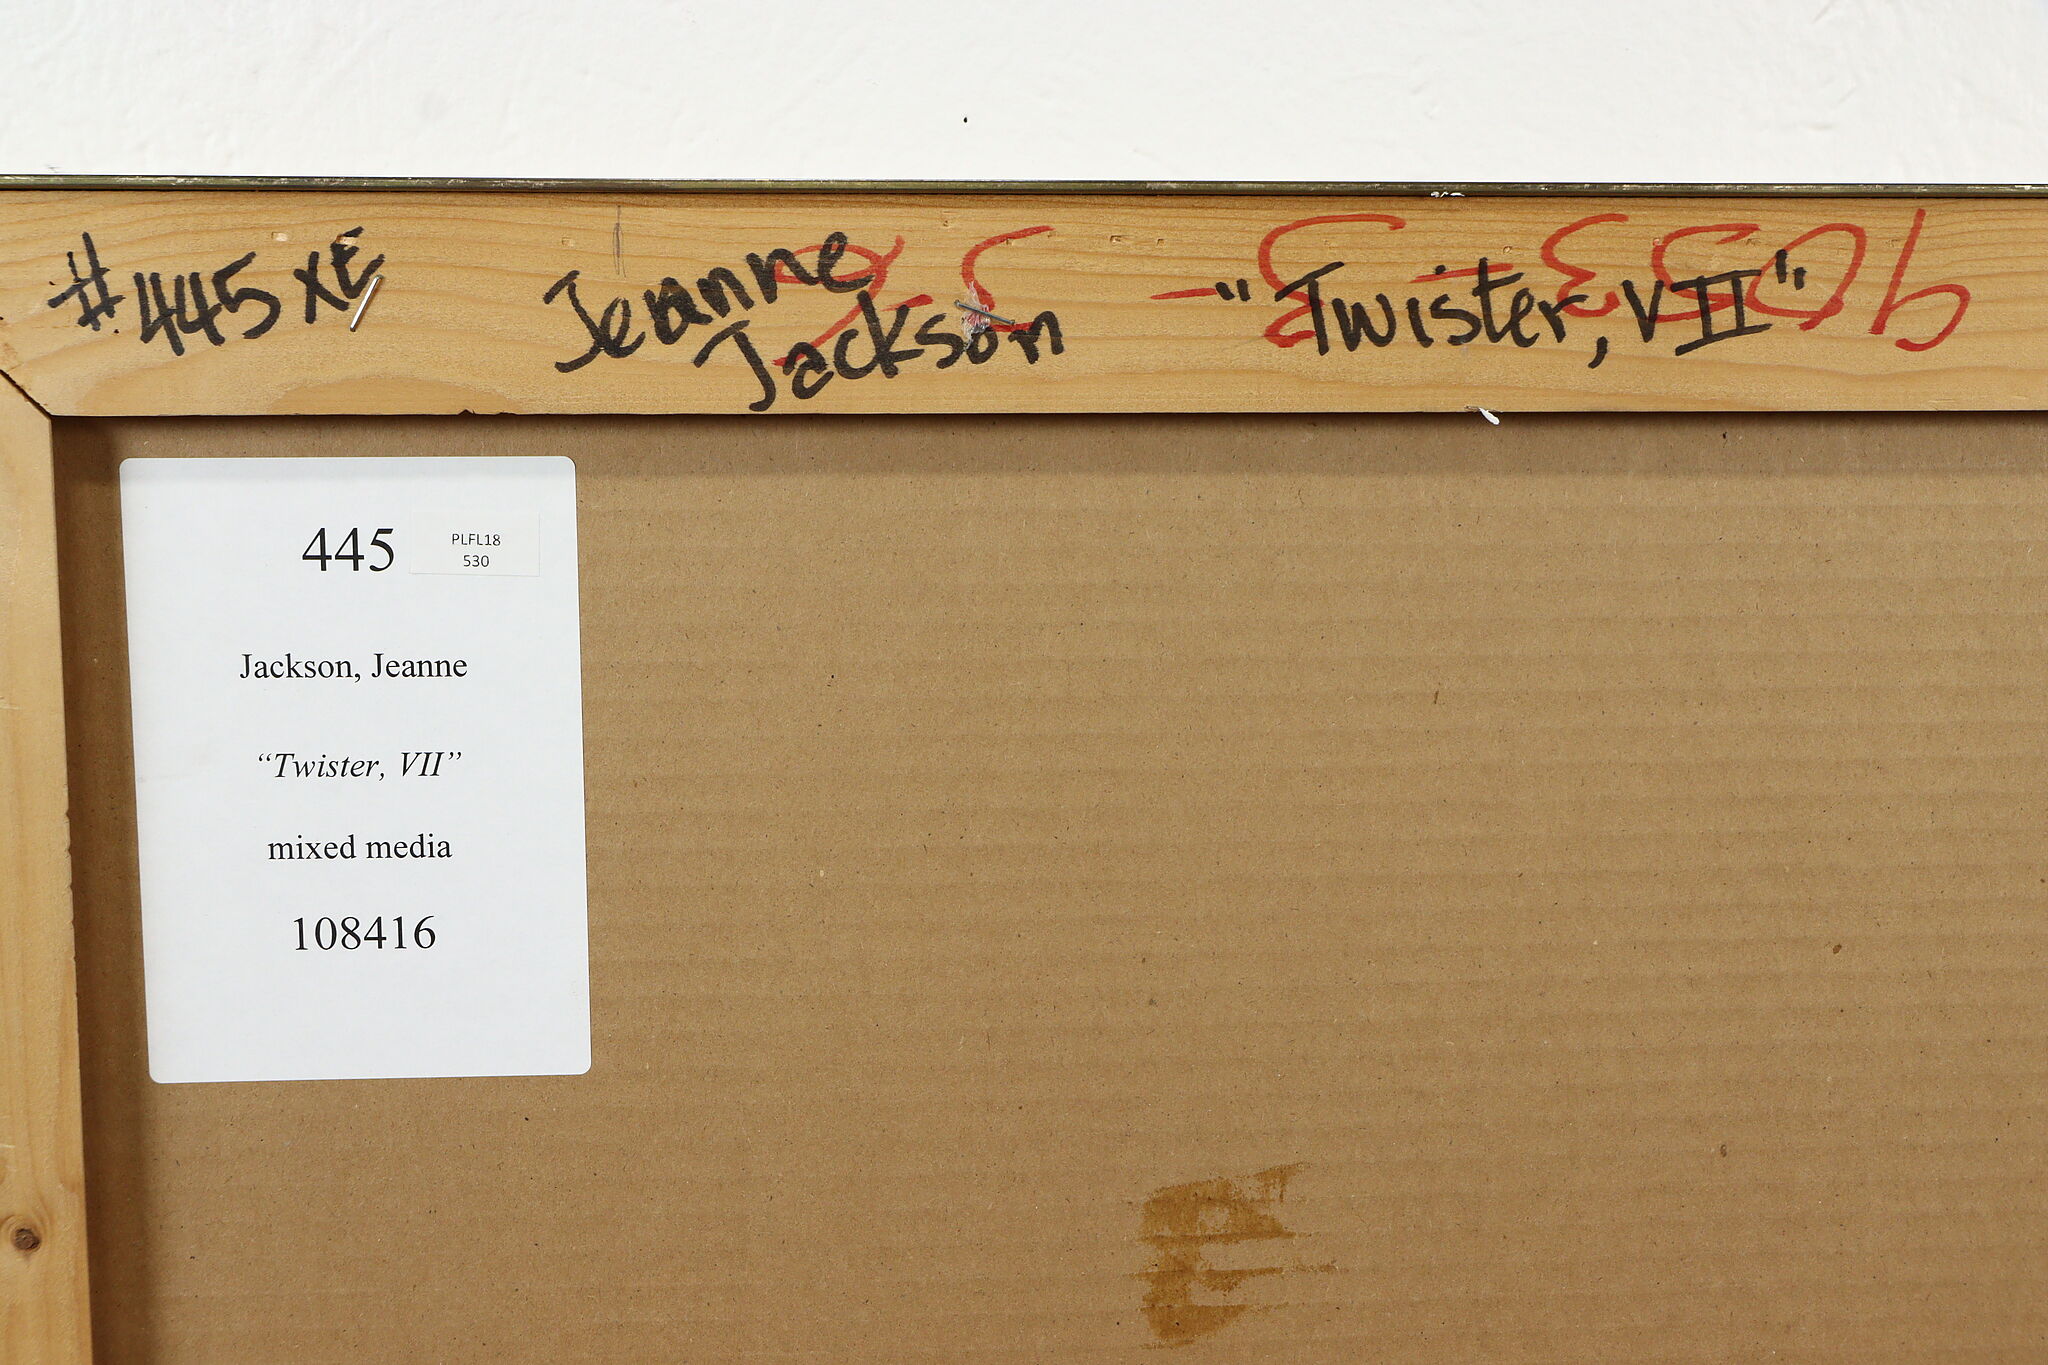 #445 XE
Jeanne
Jackson
"Twister, VII"
445
PLFL18
530
Jackson, Jeanne
“Twister, VII”
mixed media
108416